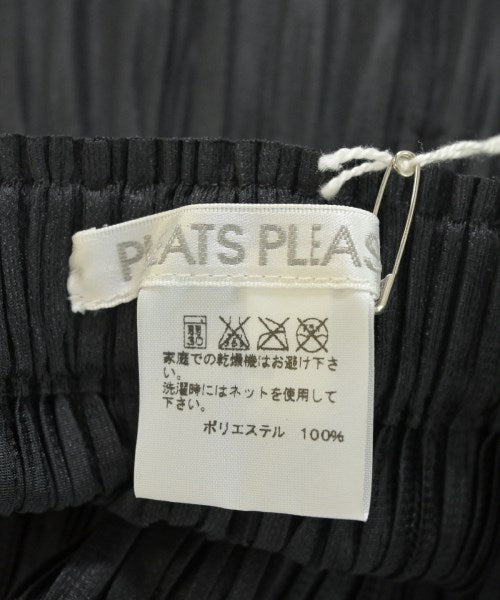 PLEATS PLEAS
家庭での乾燥機はお避け下さ
い。
洗濯時にはネットを使用して
下さい。
ポリエステル 100%